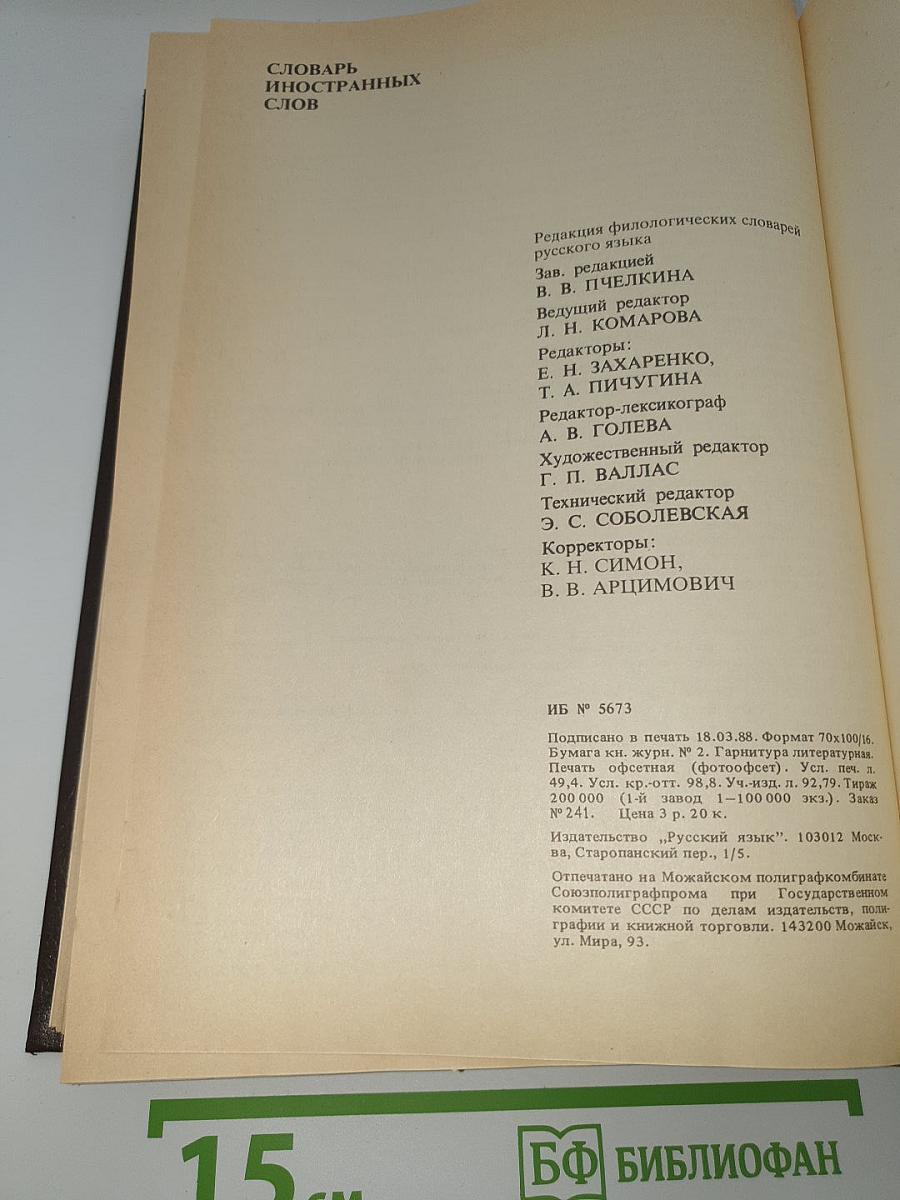 СЛОВАРЬ
ИНОСТРАННЫХ
СЛОВ
Редакция филологических словарей
русского языка
Зав. редакцией
В. В. ПЧЕЛКИНА
Ведущий редактор
Л. Н. КОМАРОВА
Редакторы:
Е. Н. ЗАХАРЕНКО,
Т. А. ПИЧУГИНА
Редактор-лексикограф
А. В. ГОЛЕВА
Художественный редактор
Г. П. ВАЛЛАС
Технический редактор
Э. С. СОБОЛЕВСКАЯ
Корректоры:
К. Н. СИМОН,
В. В. АРЦИМОВИЧ
ИБ № 5673
Подписано в печать 18.03.88. Формат 70х100/16.
Бумага кн. журн. № 2. Гарнитура литературная.
Печать офсетная (фотоофсет). Усл. печ. л.
49,4. Усл. кр.-отт. 98,8. Уч.-изд. л. 92,79. Тираж
200 000 (1-й завод 1—100 000 экз.). Заказ
№ 241. Цена 3 р. 20 к.
Издательство „Русский язык". 103012 Моск-
ва, Старопанский пер., 1/5.
Отпечатано на Можайском полиграфкомбинате
Союзполиграфпрома при Государственном
комитете СССР по делам издательств, поли-
графии и книжной торговли. 143200 Можайск,
ул. Мира, 93.
15 см
БФ БИБЛИОФАН